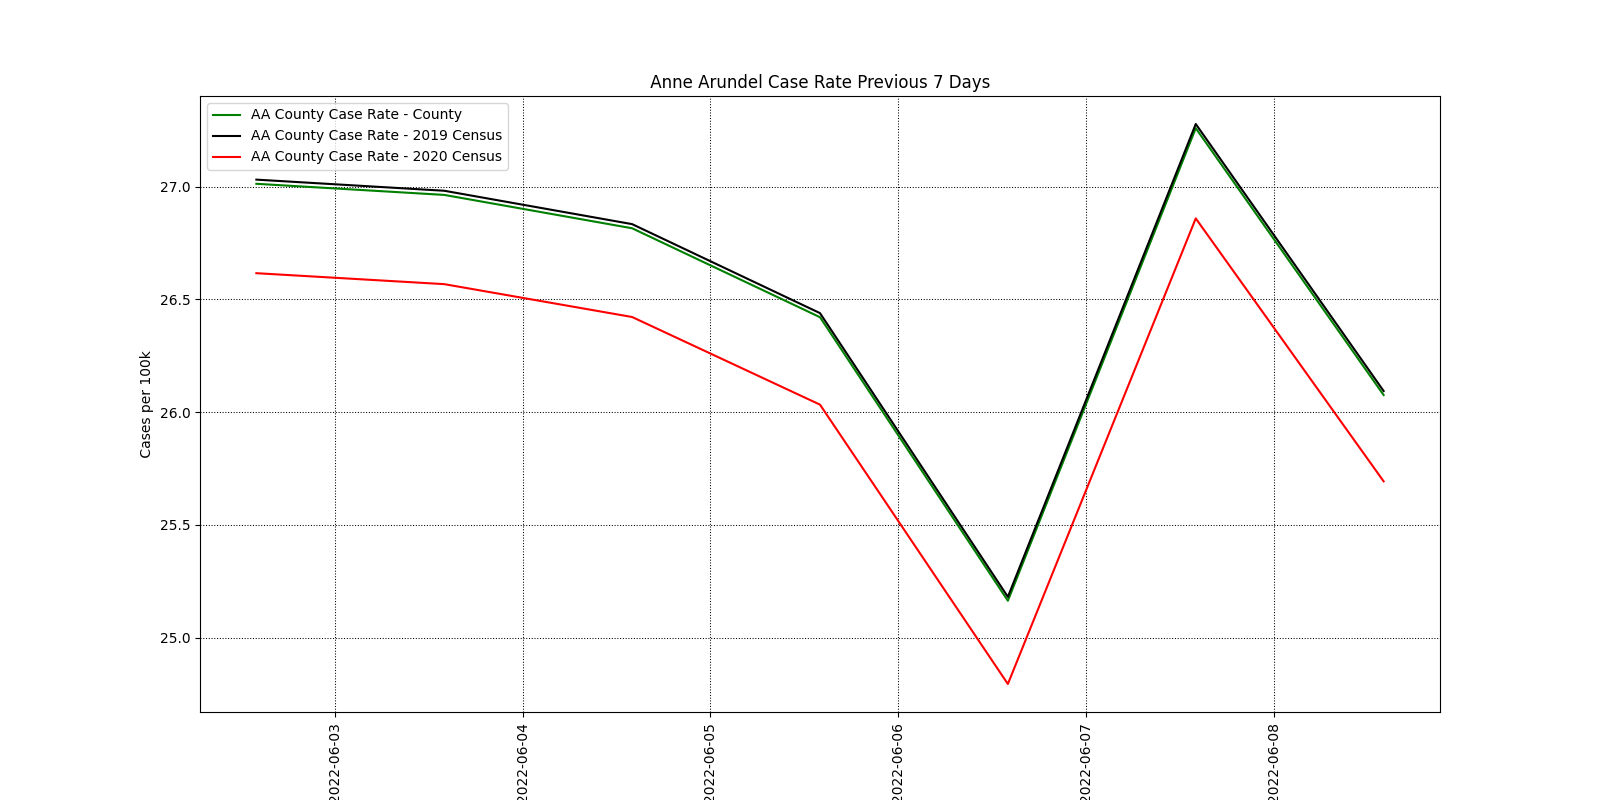 Anne Arundel Case Rate Previous 7 Days
AA County Case Rate - County
AA County Case Rate - 2019 Census
AA County Case Rate - 2020 Census
27.0
26.5
26.0
25.5
25.0
Cases per 100k
2022-06-03
2022-06-04
2022-06-05
2022-06-06
2022-06-07
2022-06-08